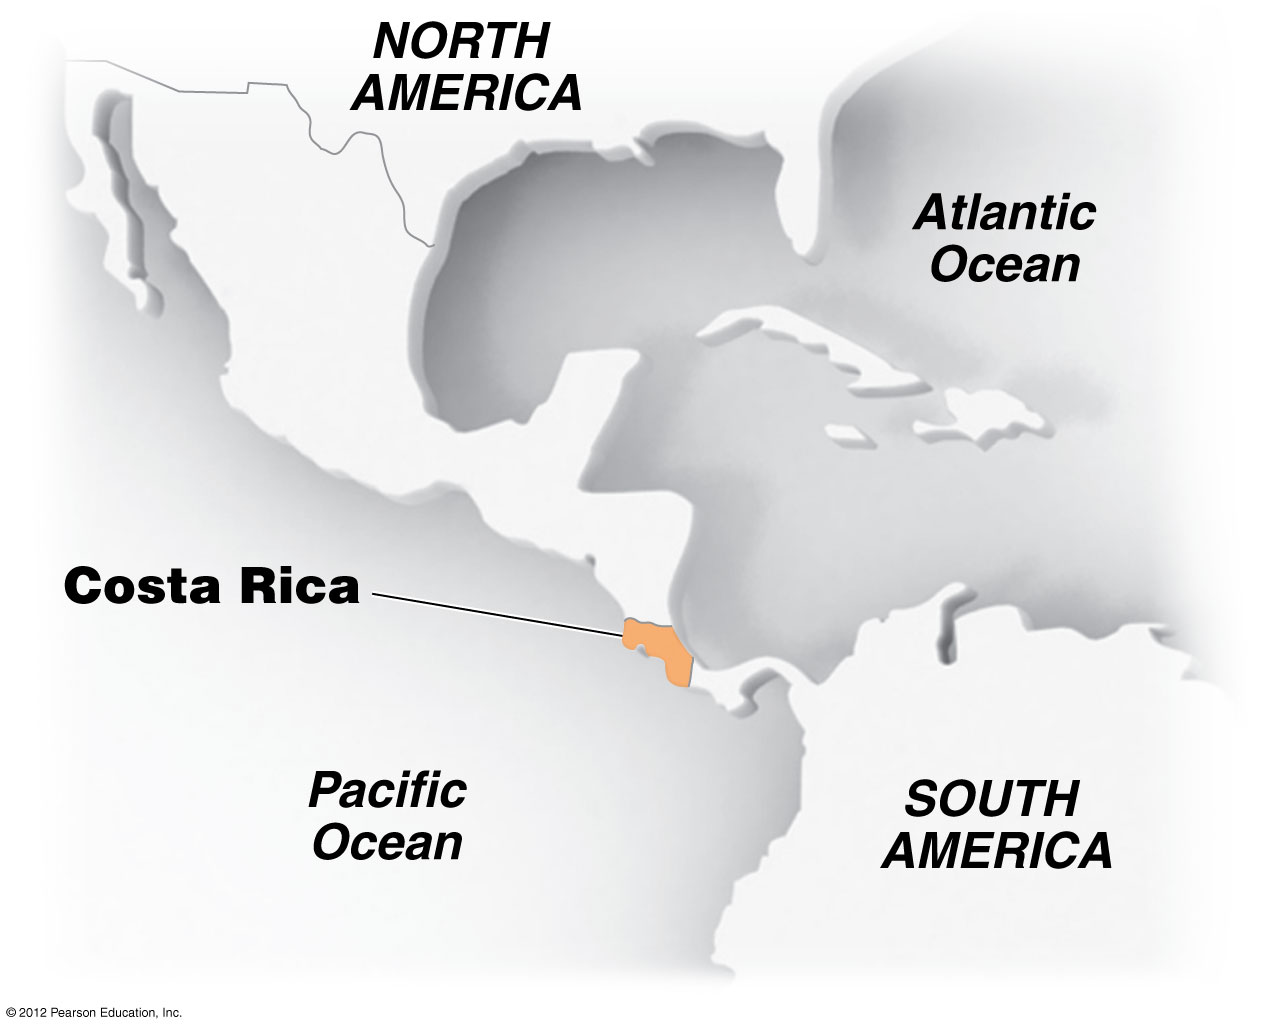 NORTH
AMERICA
Atlantic
Ocean
Costa Rica
Pacific
Ocean
SOUTH
AMERICA
© 2012 Pearson Education, Inc.